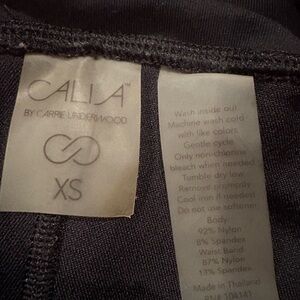 CALIA™
BY CARRIE UNDERWOOD
XS
Wash inside out
Machine wash cold
with like colors
Gentle cycle
Only non-chlorine
bleach when needed
Tumble dry low
Remove promptly
Cool iron if needed
Do not use softener
Body:
92% Nylon
8% Spandex
Waist Band:
87% Nylon
13% Spandex
Made in Thailand